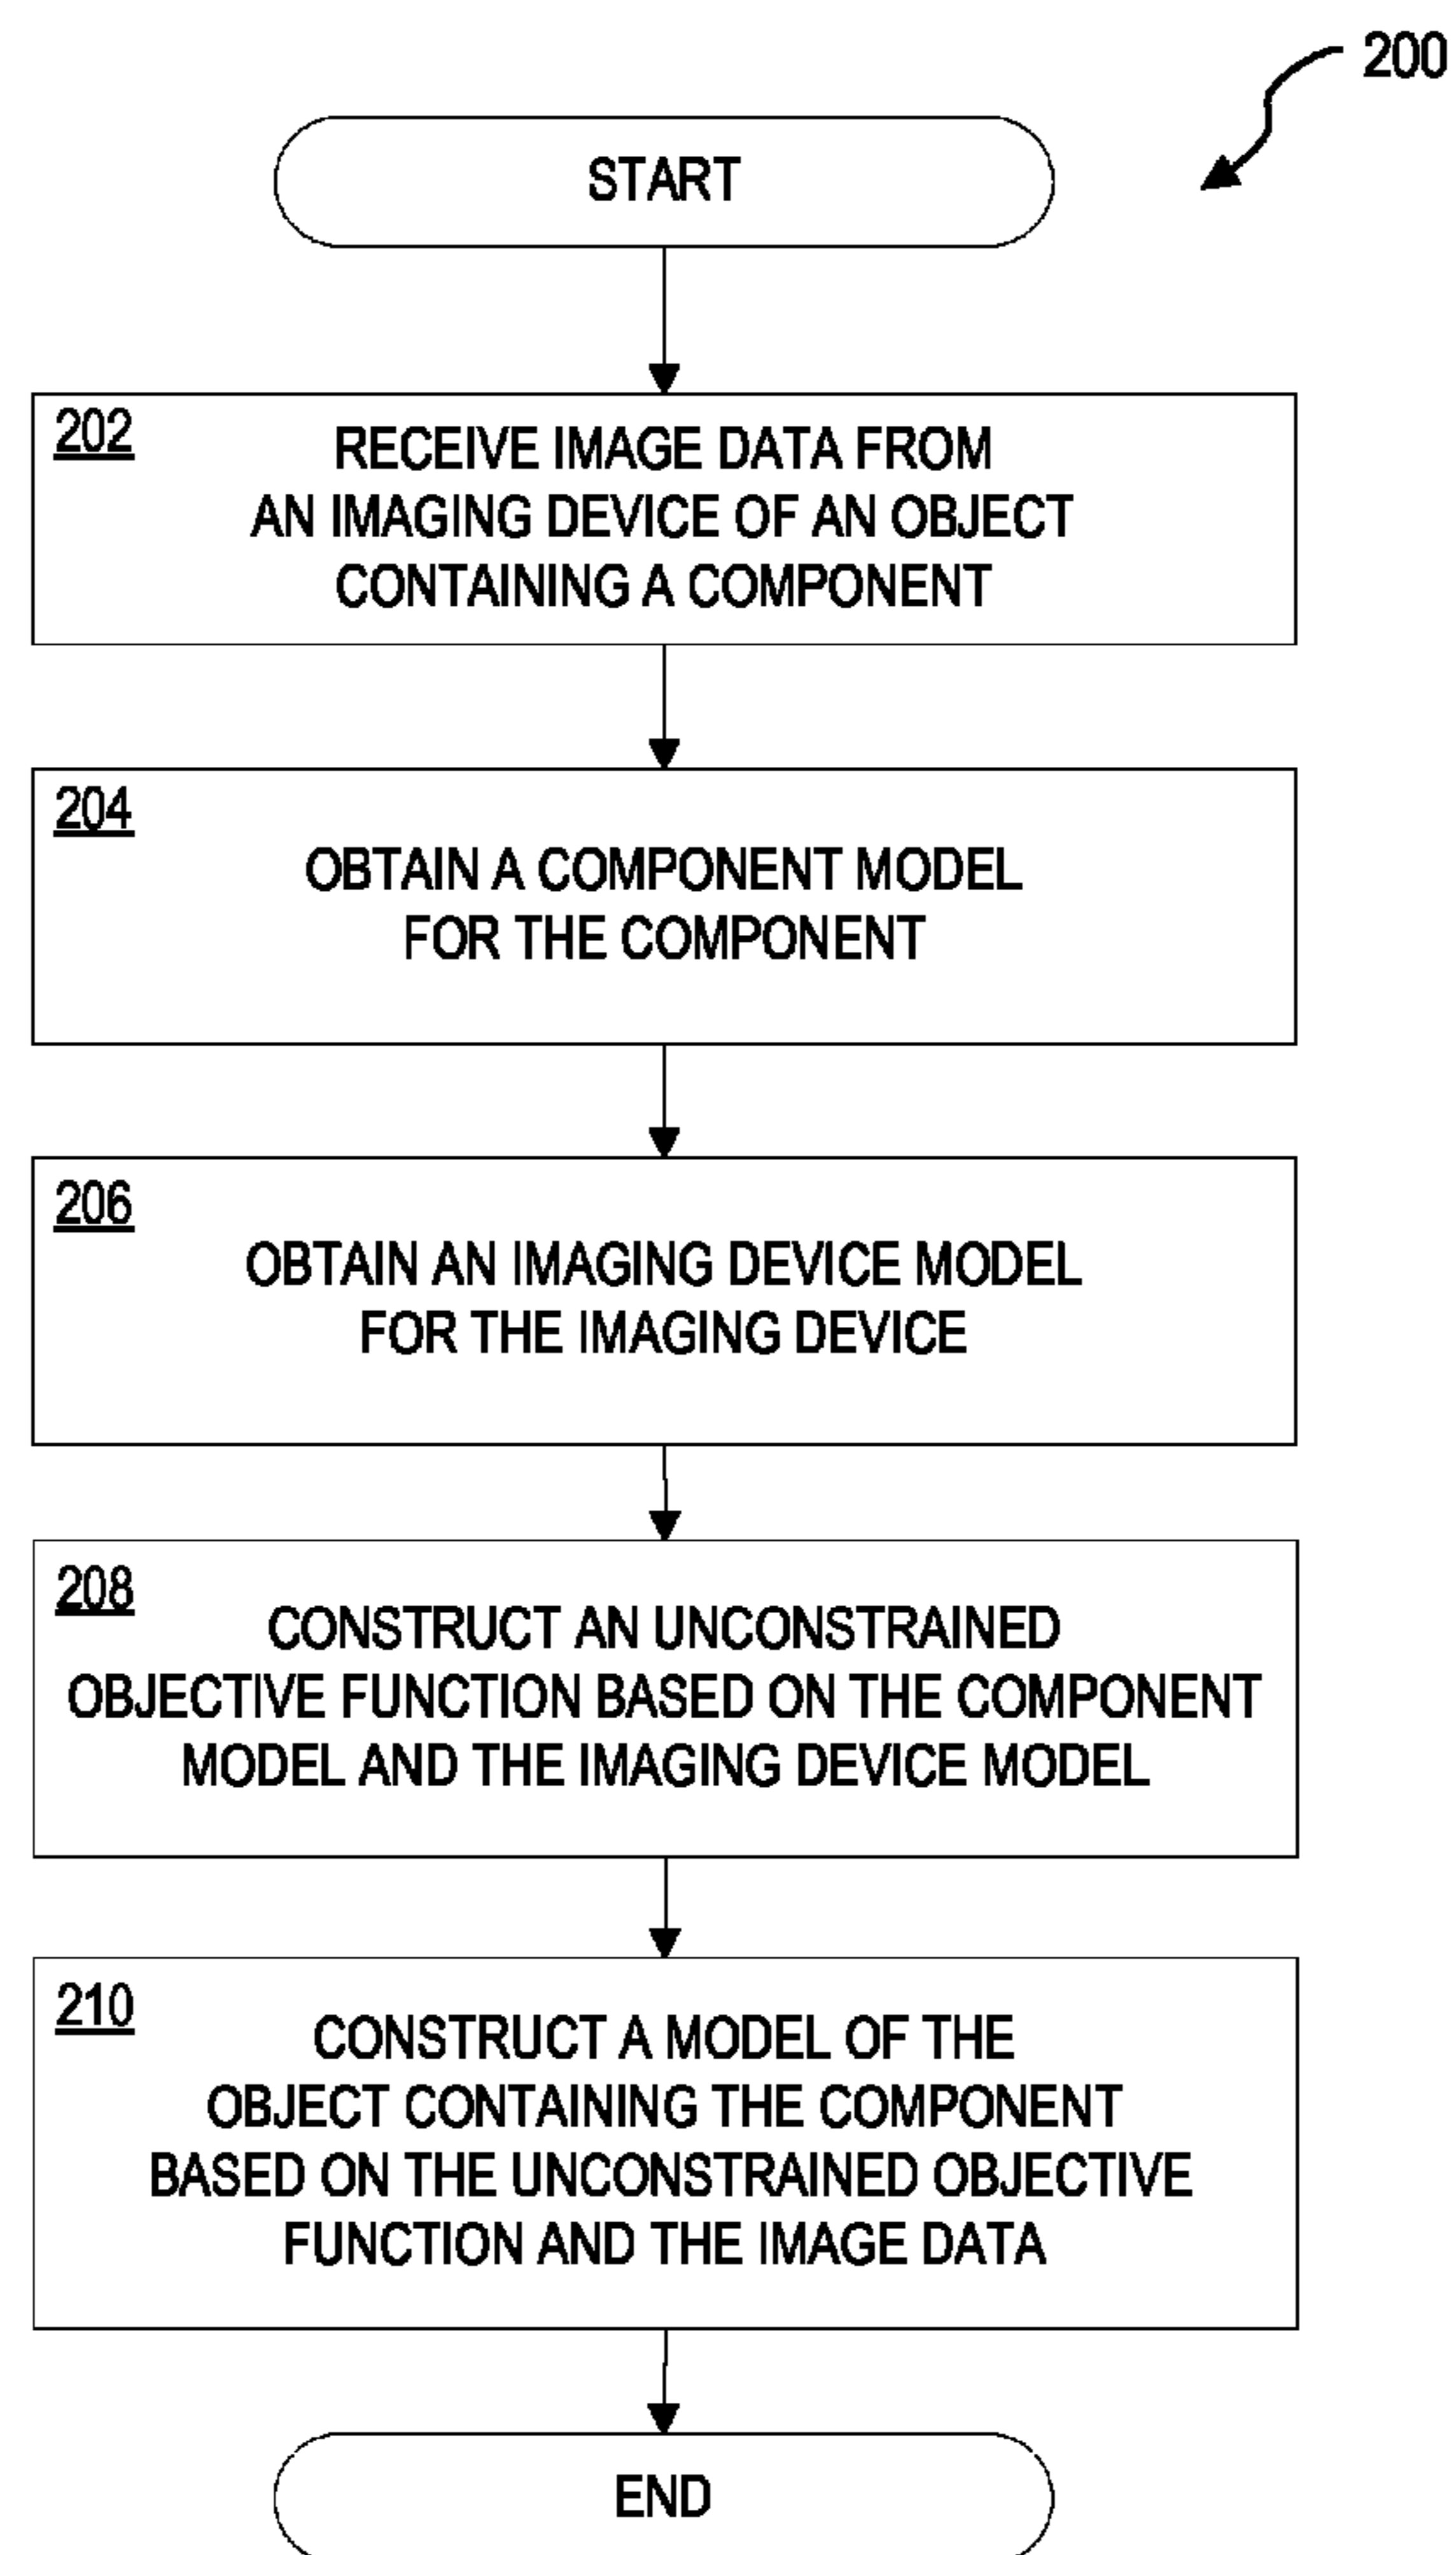 200
START
202
RECEIVE IMAGE DATA FROM
AN IMAGING DEVICE OF AN OBJECT
CONTAINING A COMPONENT
204
OBTAIN A COMPONENT MODEL
FOR THE COMPONENT
206
OBTAIN AN IMAGING DEVICE MODEL
FOR THE IMAGING DEVICE
208
CONSTRUCT AN UNCONSTRAINED
OBJECTIVE FUNCTION BASED ON THE COMPONENT
MODEL AND THE IMAGING DEVICE MODEL
210
CONSTRUCT A MODEL OF THE
OBJECT CONTAINING THE COMPONENT
BASED ON THE UNCONSTRAINED OBJECTIVE
FUNCTION AND THE IMAGE DATA
END